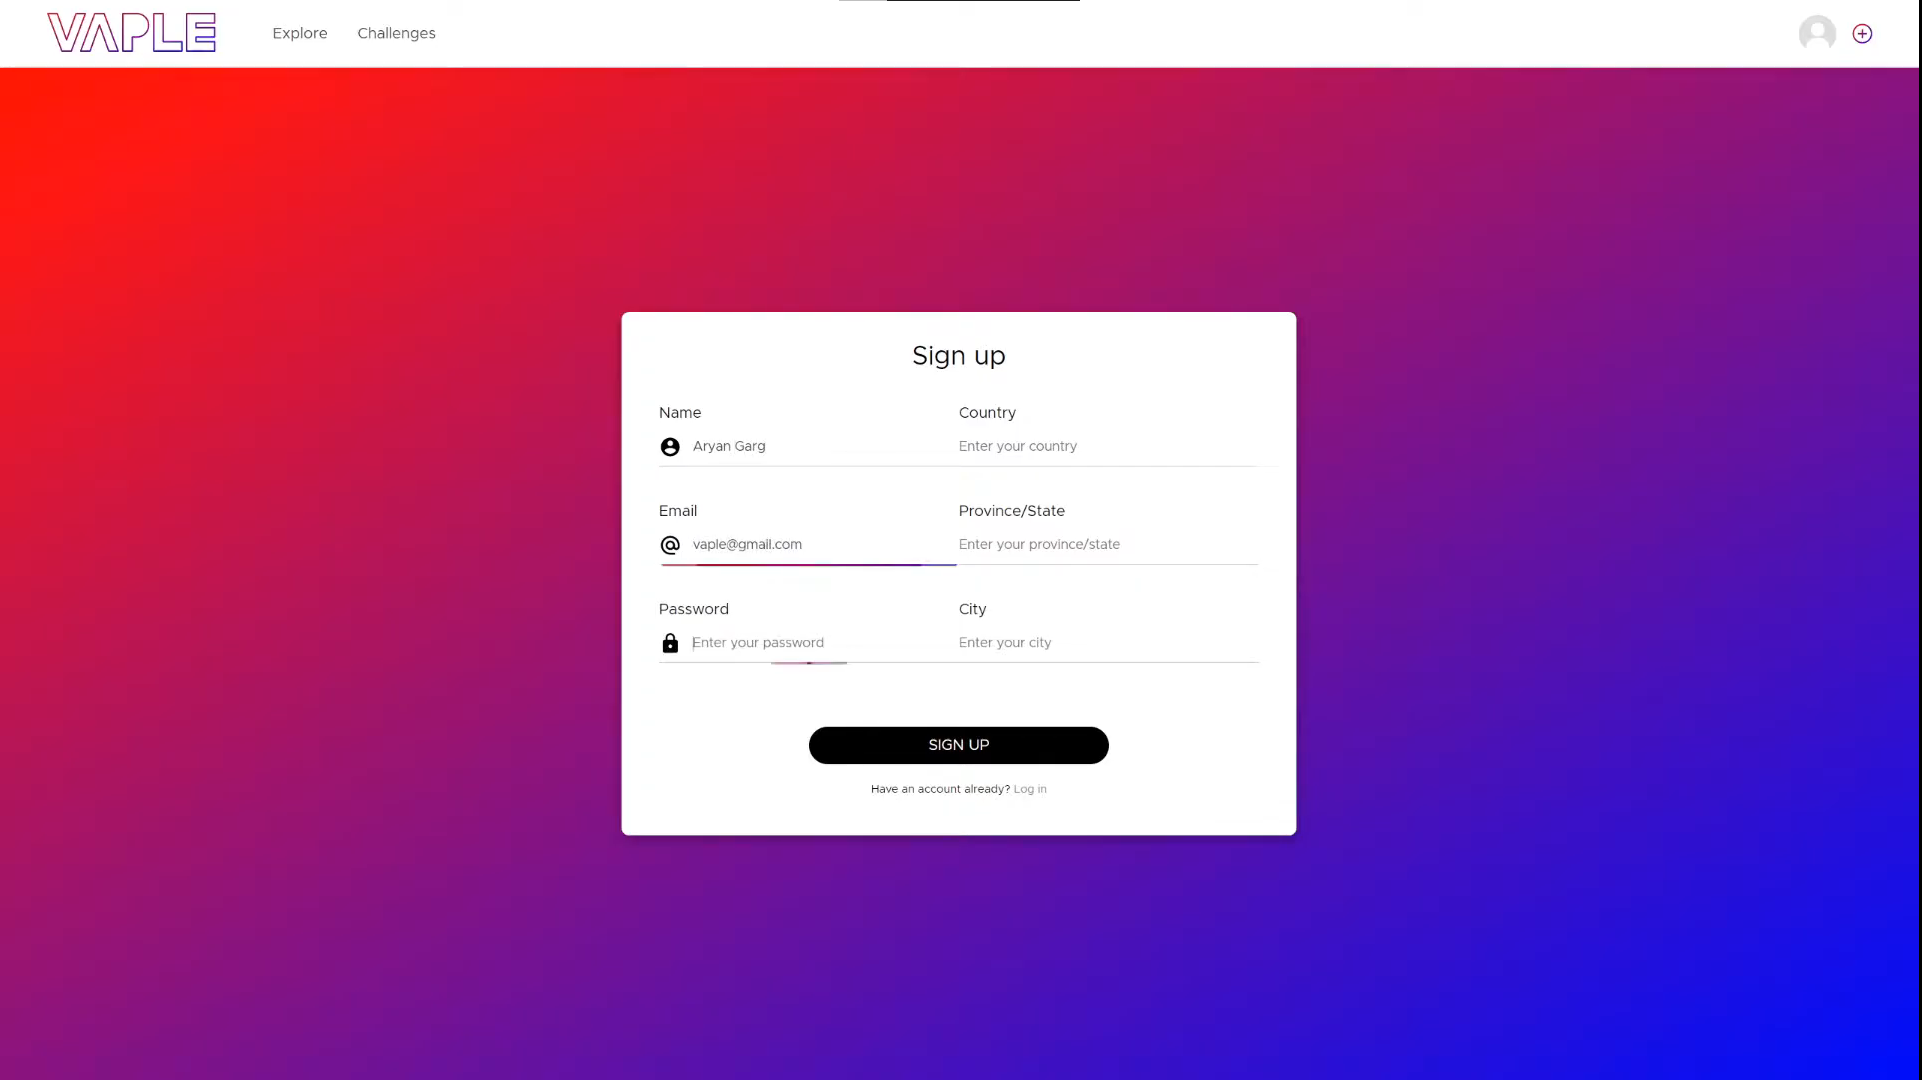 VAPLE Explore Challenges
Sign up
Name Country
Aryan Garg Enter your country
Email Province/State
vaple@gmail.com Enter your province/state
Password City
Enter your password Enter your city
SIGN UP
Have an account already? Log in